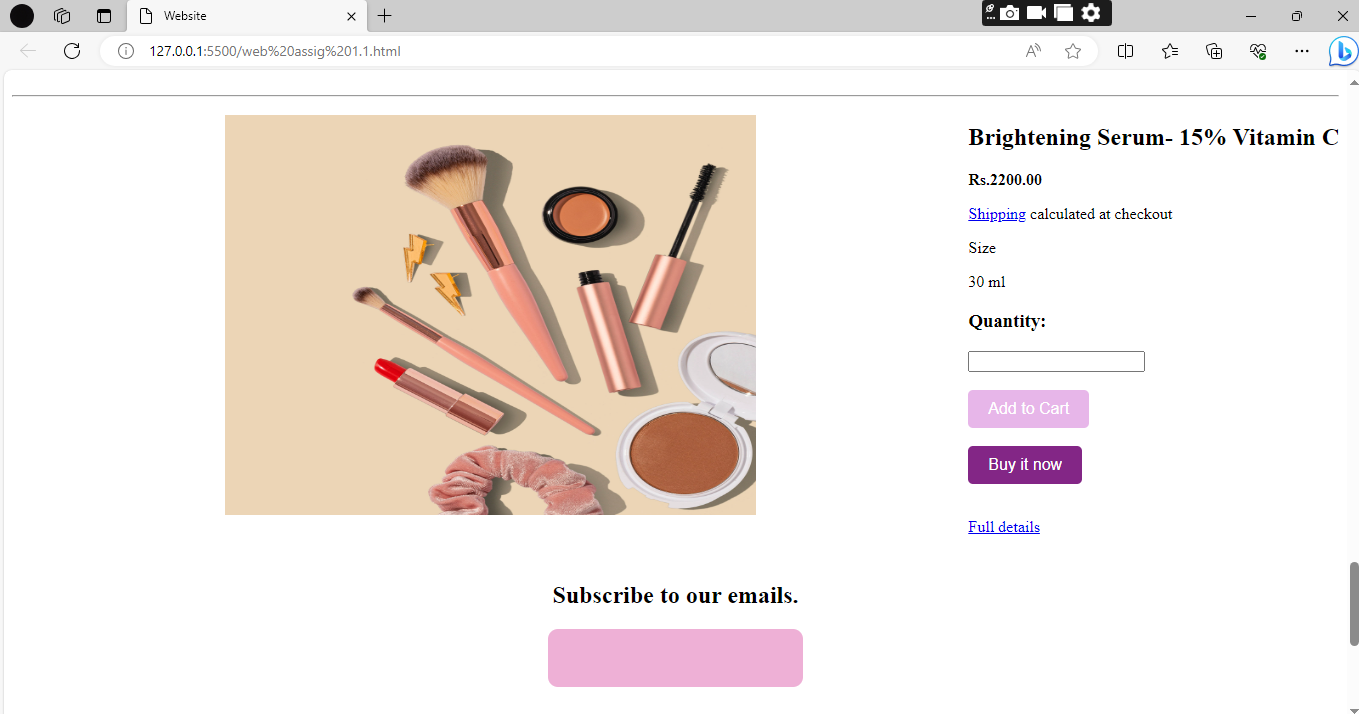 Website
127.0.0.1:5500/web%20assig%201.1.html
Brightening Serum- 15% Vitamin C
Rs.2200.00
Shipping calculated at checkout
Size
30 ml
Quantity:
Add to Cart
Buy it now
Full details
Subscribe to our emails.